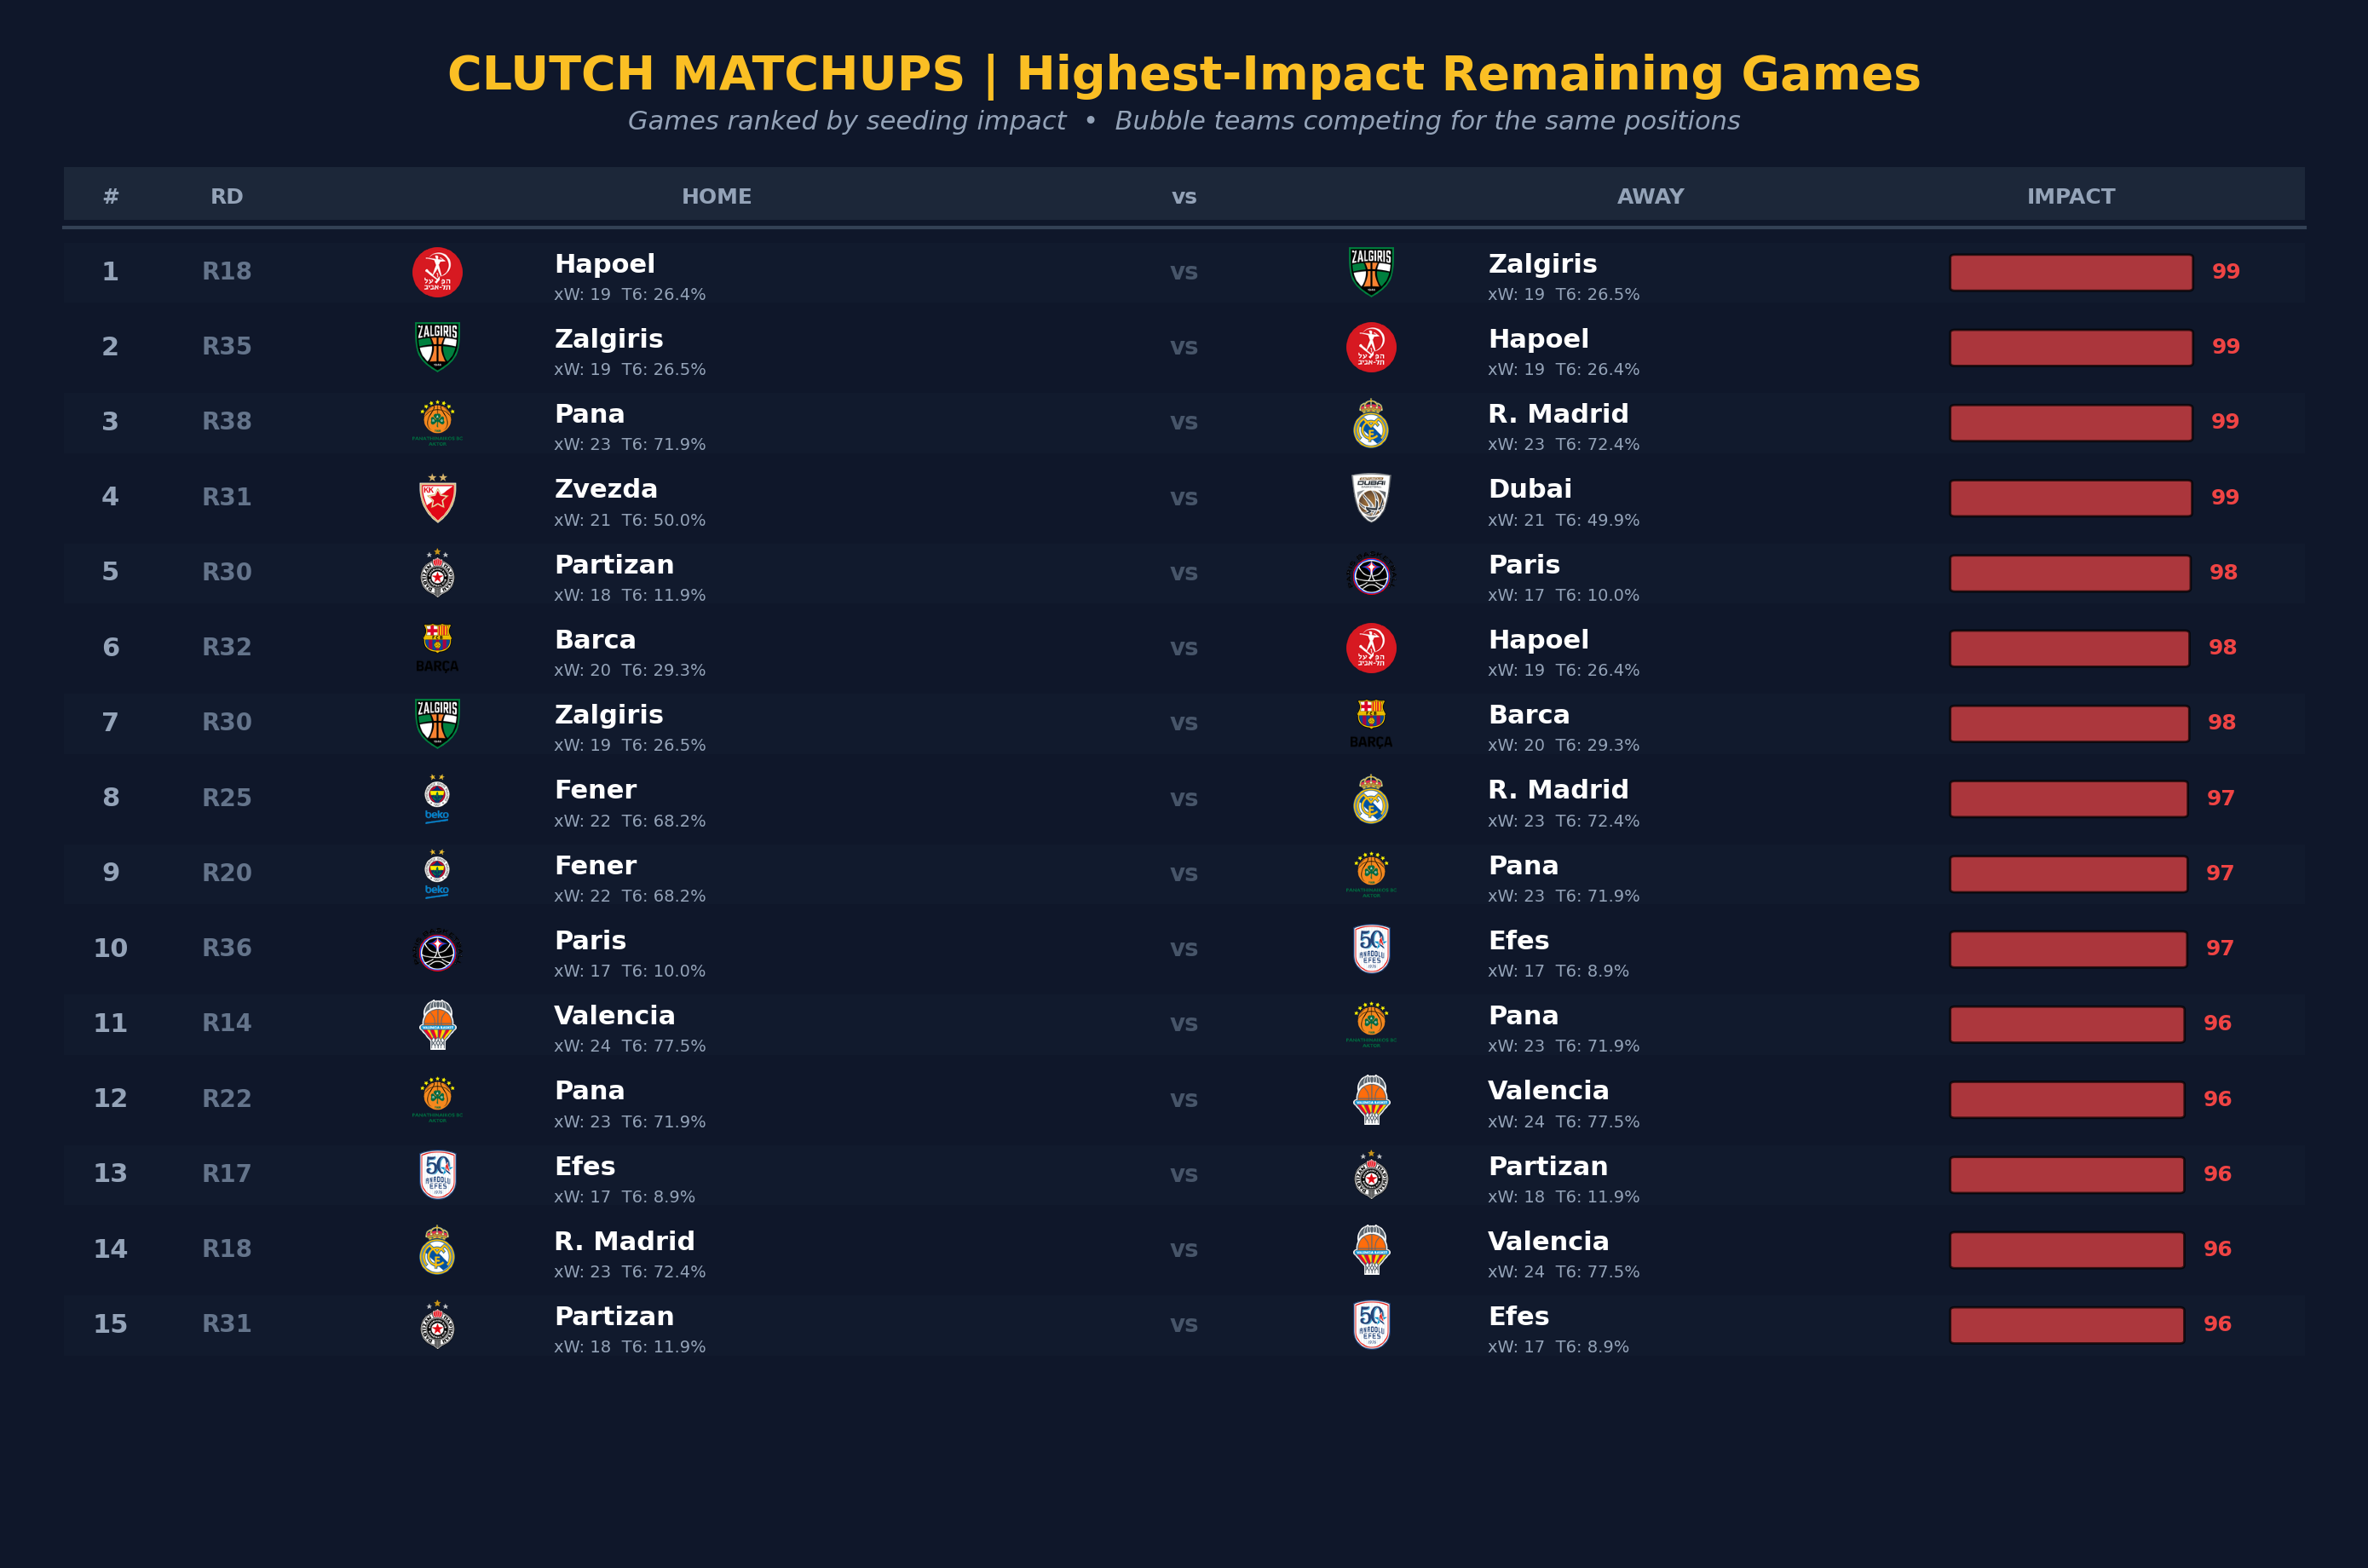 CLUTCH MATCHUPS | Highest-Impact Remaining Games
Games ranked by seeding impact • Bubble teams competing for the same positions
# RD HOME vs AWAY IMPACT
1 R18 Hapoel vs Zalgiris 99
xW: 19 T6: 26.4% xW: 19 T6: 26.5%
2 R35 Zalgiris vs Hapoel 99
xW: 19 T6: 26.5% xW: 19 T6: 26.4%
3 R38 Pana vs R. Madrid 99
xW: 23 T6: 71.9% xW: 23 T6: 72.4%
4 R31 Zvezda vs Dubai 99
xW: 21 T6: 50.0% xW: 21 T6: 49.9%
5 R30 Partizan vs Paris 98
xW: 18 T6: 11.9% xW: 17 T6: 10.0%
6 R32 Barca vs Hapoel 98
xW: 20 T6: 29.3% xW: 19 T6: 26.4%
7 R30 Zalgiris vs Barca 98
xW: 19 T6: 26.5% xW: 20 T6: 29.3%
8 R25 Fener vs R. Madrid 97
xW: 22 T6: 68.2% xW: 23 T6: 72.4%
9 R20 Fener vs Pana 97
xW: 22 T6: 68.2% xW: 23 T6: 71.9%
10 R36 Paris vs Efes 97
xW: 17 T6: 10.0% xW: 17 T6: 8.9%
11 R14 Valencia vs Pana 96
xW: 24 T6: 77.5% xW: 23 T6: 71.9%
12 R22 Pana vs Valencia 96
xW: 23 T6: 71.9% xW: 24 T6: 77.5%
13 R17 Efes vs Partizan 96
xW: 17 T6: 8.9% xW: 18 T6: 11.9%
14 R18 R. Madrid vs Valencia 96
xW: 23 T6: 72.4% xW: 24 T6: 77.5%
15 R31 Partizan vs Efes 96
xW: 18 T6: 11.9% xW: 17 T6: 8.9%